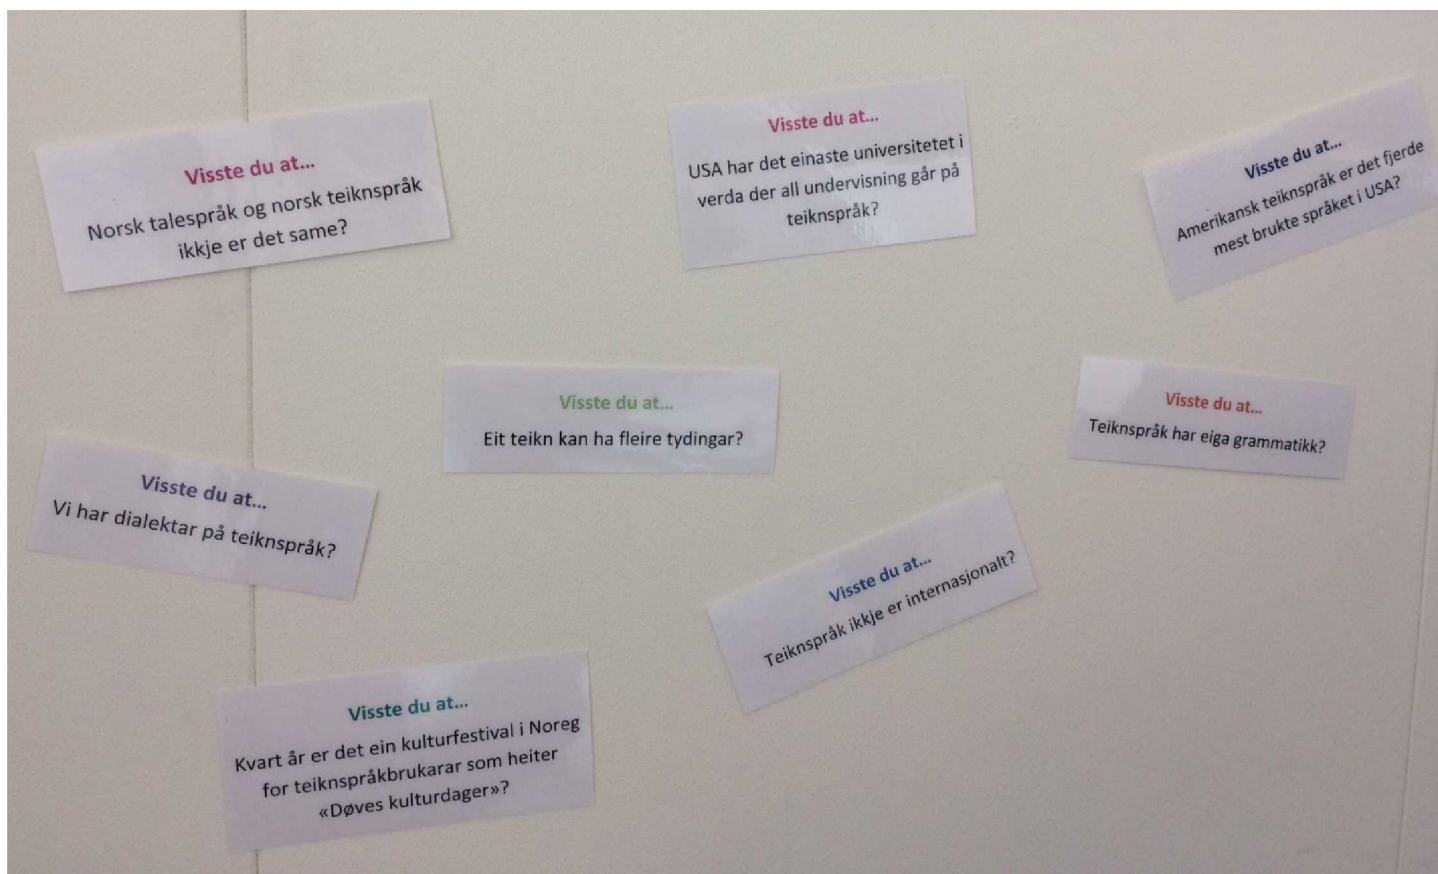 Visste du at...
Norsk talespråk og norsk teiknspråk
ikkje er det same?
Visste du at...
USA har det einaste universitetet i
verda der all undervisning går på
teiknspråk?
Visste du at...
Amerikansk teiknspråk er det fjerde
mest brukte språket i USA?
Visste du at...
Eit teikn kan ha fleire tydingar?
Visste du at...
Teiknspråk har eiga grammatikk?
Visste du at...
Vi har dialektar på teiknspråk?
Visste du at...
Teiknspråk ikkje er internasjonalt?
Visste du at...
Kvart år er det ein kulturfestival i Noreg
for teiknspråkbrukarar som heiter
«Døves kulturdager»?